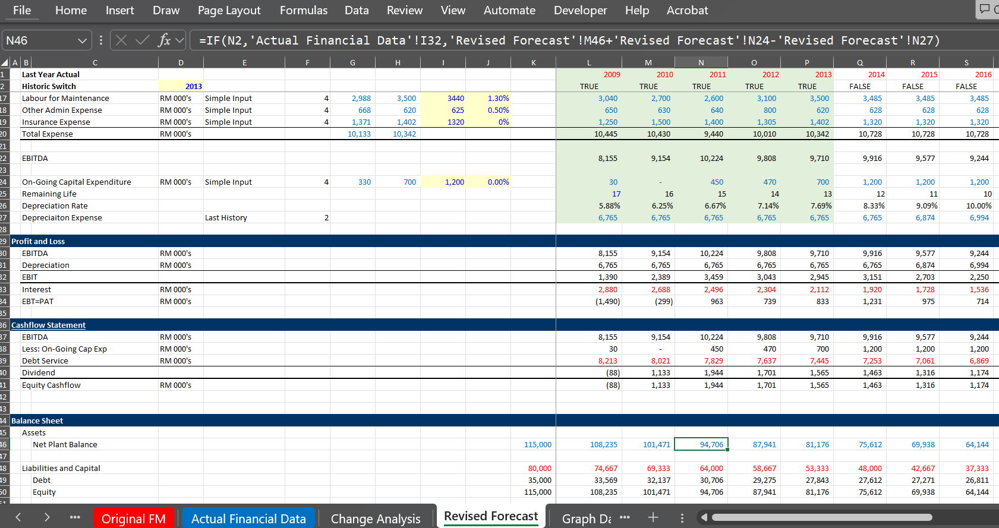 File Home Insert Draw Page Layout Formulas Data Review View Automate Developer Help Acrobat
N46 fx =IF(N2,'Actual Financial Data'!I32,'Revised Forecast'!M46+'Revised Forecast'!N24-'Revised Forecast'!N27)
A B C D E F G H I J K L M N O P Q R S
1 Last Year Actual 2009 2010 2011 2012 2013 2014 2015 2016
2 Historic Switch 2013 TRUE TRUE TRUE TRUE TRUE FALSE FALSE FALSE
17 Labour for Maintenance RM 000's Simple Input 4 2,988 3,500 3440 1.30% 3,040 2,700 2,600 3,100 3,500 3,485 3,485 3,485
18 Other Admin Expense RM 000's Simple Input 4 668 620 625 0.50% 650 630 640 800 620 628 628 628
19 Insurance Expense RM 000's Simple Input 4 1,371 1,402 1320 0% 1,250 1,500 1,400 1,305 1,402 1,320 1,320 1,320
20 Total Expense RM 000's 10,133 10,342 10,445 10,430 9,440 10,010 10,342 10,728 10,728 10,728
21
22 EBITDA 8,155 9,154 10,224 9,808 9,710 9,916 9,577 9,244
23
24 On-Going Capital Expenditure RM 000's Simple Input 4 330 700 1,200 0.00% 30 - 450 470 700 1,200 1,200 1,200
25 Remaining Life 17 16 15 14 13 12 11 10
26 Depreciation Rate 5.88% 6.25% 6.67% 7.14% 7.69% 8.33% 9.09% 10.00%
27 Depreciaiton Expense Last History 2 6,765 6,765 6,765 6,765 6,765 6,765 6,874 6,994
28
29 Profit and Loss
30 EBITDA RM 000's 8,155 9,154 10,224 9,808 9,710 9,916 9,577 9,244
31 Depreciation RM 000's 6,765 6,765 6,765 6,765 6,765 6,765 6,874 6,994
32 EBIT RM 000's 1,390 2,389 3,459 3,043 2,945 3,151 2,703 2,250
33 Interest RM 000's 2,880 2,688 2,496 2,304 2,112 1,920 1,728 1,536
34 EBT=PAT RM 000's (1,490) (299) 963 739 833 1,231 975 714
35
36 Cashflow Statement
37 EBITDA RM 000's 8,155 9,154 10,224 9,808 9,710 9,916 9,577 9,244
38 Less: On-Going Cap Exp RM 000's 30 - 450 470 700 1,200 1,200 1,200
39 Debt Service RM 000's 8,213 8,021 7,829 7,637 7,445 7,253 7,061 6,869
40 Dividend (88) 1,133 1,944 1,701 1,565 1,463 1,316 1,174
41 Equity Cashflow RM 000's (88) 1,133 1,944 1,701 1,565 1,463 1,316 1,174
42
43
44 Balance Sheet
45 Assets
46 Net Plant Balance 115,000 108,235 101,471 94,706 87,941 81,176 75,612 69,938 64,144
47
48 Liabilities and Capital 80,000 74,667 69,333 64,000 58,667 53,333 48,000 42,667 37,333
49 Debt 35,000 33,569 32,137 30,706 29,275 27,843 27,612 27,271 26,811
50 Equity 115,000 108,235 101,471 94,706 87,941 81,176 75,612 69,938 64,144
Original FM Actual Financial Data Change Analysis Revised Forecast Graph